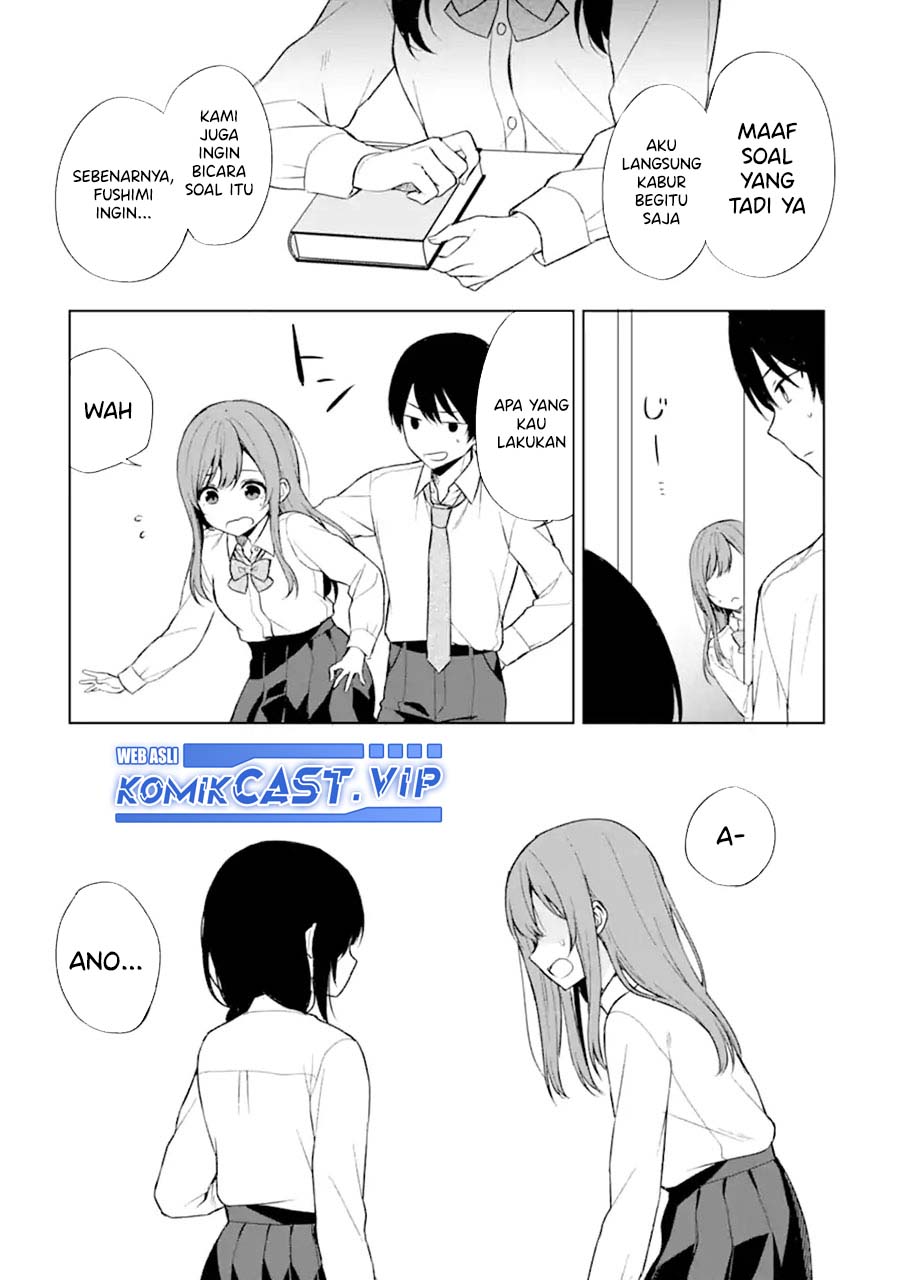 MAAF
SOAL
YANG
TADI YA
AKU
LANGSUNG
KABUR
BEGITU
SAJA
KAMI
JUGA
INGIN
BICARA
SOAL ITU
SEBENARNYA,
FUSHIMI
INGIN...
じー
APA YANG
KAU
LAKUKAN
ト
WAH
WEB ASLI
KOMIKCAST.VIP
A-
ANO...